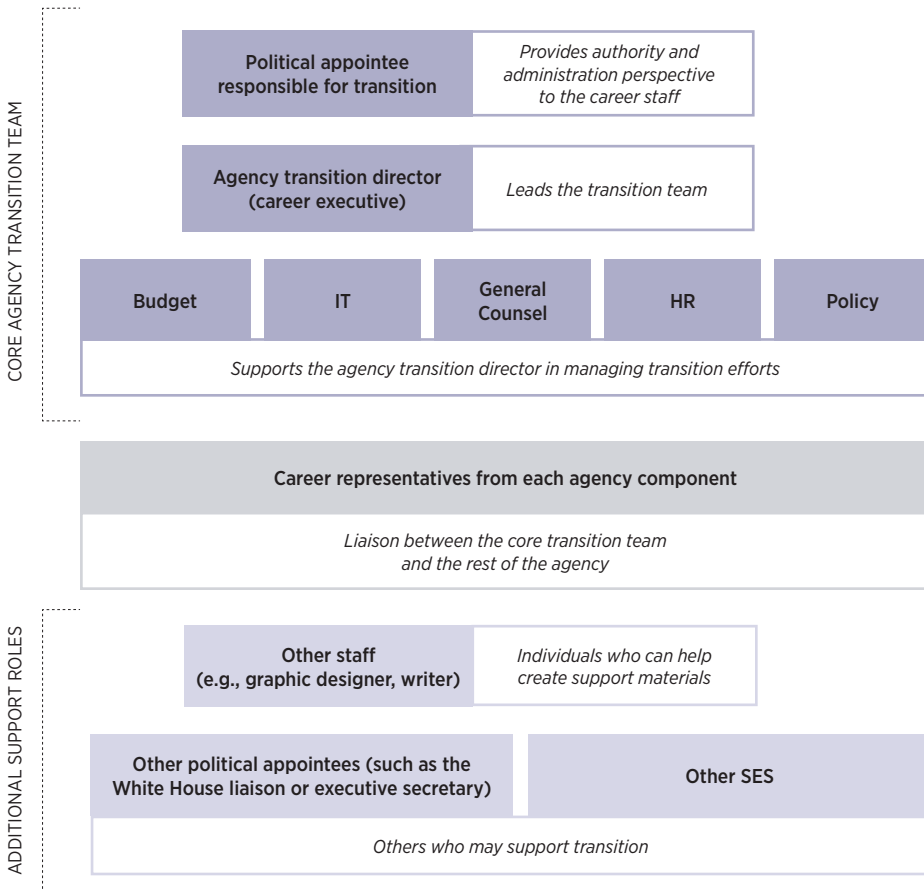 CORE AGENCY TRANSITION TEAM
Political appointee
responsible for transition
Provides authority and
administration perspective
to the career staff
Agency transition director
(career executive)
Leads the transition team
Budget
IT
General
Counsel
HR
Policy
Supports the agency transition director in managing transition efforts
Career representatives from each agency component
Liaison between the core transition team
and the rest of the agency
ADDITIONAL SUPPORT ROLES
Other staff
(e.g., graphic designer, writer)
Individuals who can help
create support materials
Other political appointees (such as the
White House liaison or executive secretary)
Other SES
Others who may support transition